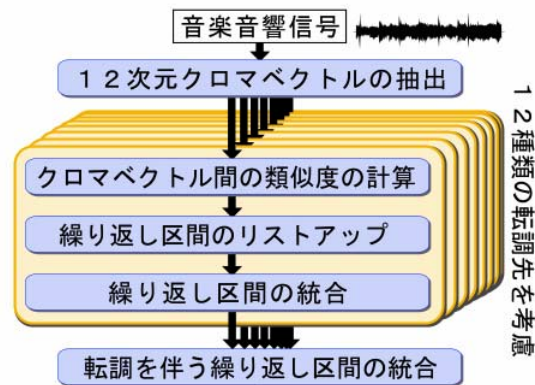 音楽音響信号
１２次元クロマベクトルの抽出
クロマベクトル間の類似度の計算
繰り返し区間のリストアップ
繰り返し区間の統合
転調を伴う繰り返し区間の統合
１２種類の転調先を考慮